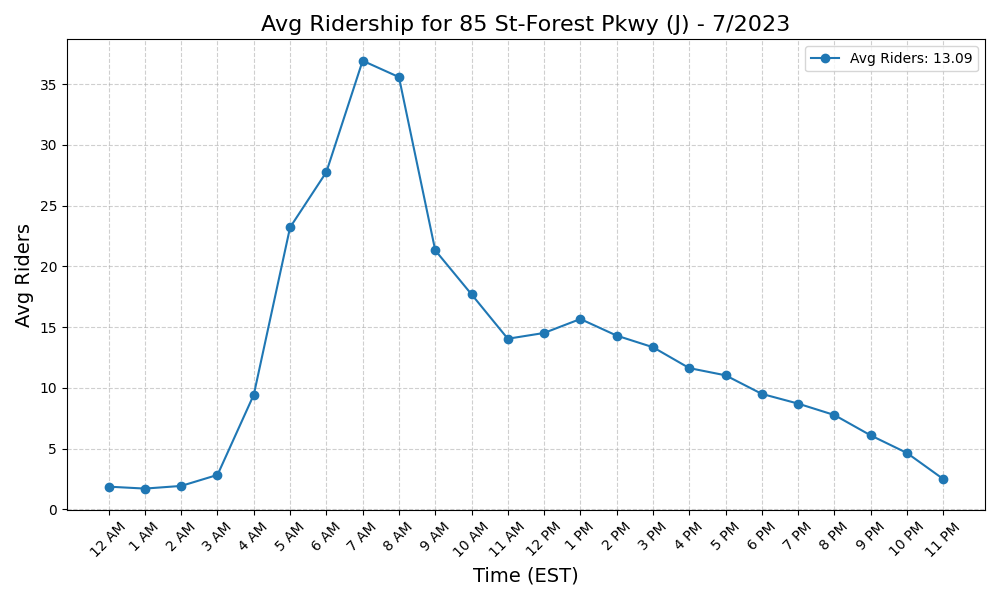 Avg Ridership for 85 St-Forest Pkwy (J) - 7/2023
Avg Riders: 13.09
Avg Riders
35
30
25
20
15
10
5
0
12 AM
1 AM
2 AM
3 AM
4 AM
5 AM
6 AM
7 AM
8 AM
9 AM
10 AM
11 AM
12 PM
1 PM
2 PM
3 PM
4 PM
5 PM
6 PM
7 PM
8 PM
9 PM
10 PM
11 PM
Time (EST)